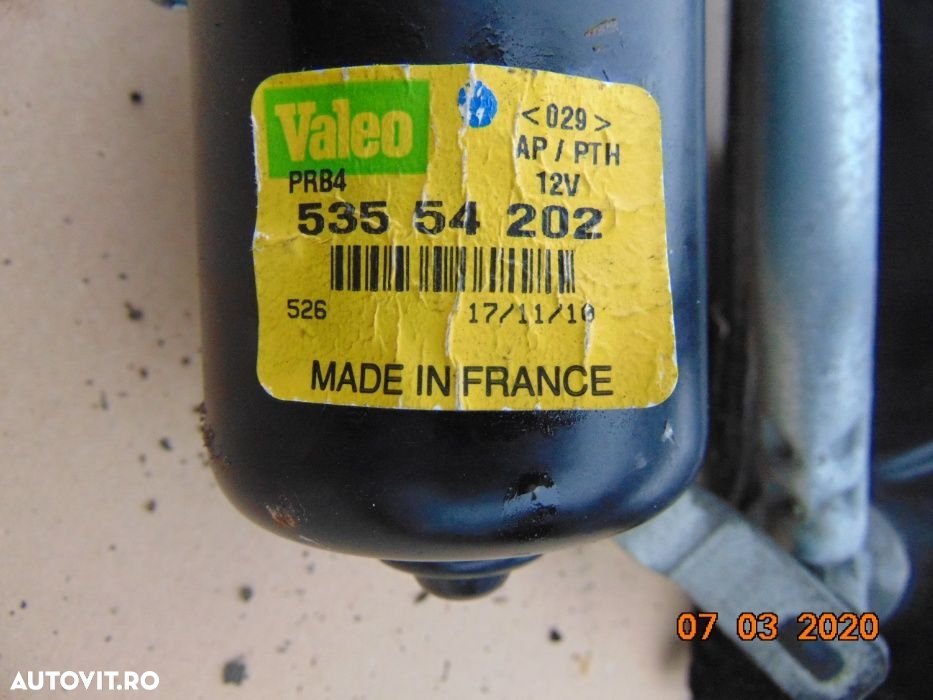 Valeo
<029>
AP / PTH
PRB4
12V
535 54 202
526
17/11/10
MADE IN FRANCE
07 03 2020
AUTOVIT.RO